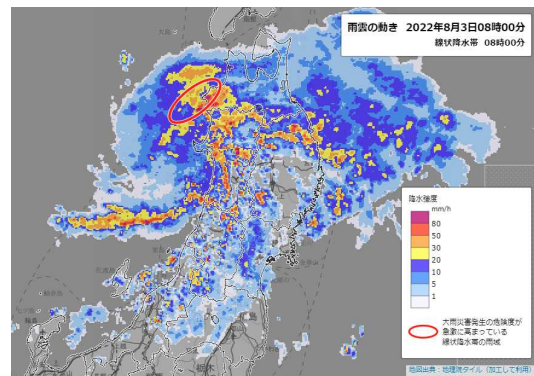 雨雲の動き 2022年8月3日08時00分
線状降水帯 08時00分
降水強度
mm/h
80
50
30
20
10
5
1
大雨災害発生の危険度が
急激に高まっている
線状降水帯の雨域
地図出典：地理院タイル（加工して利用）